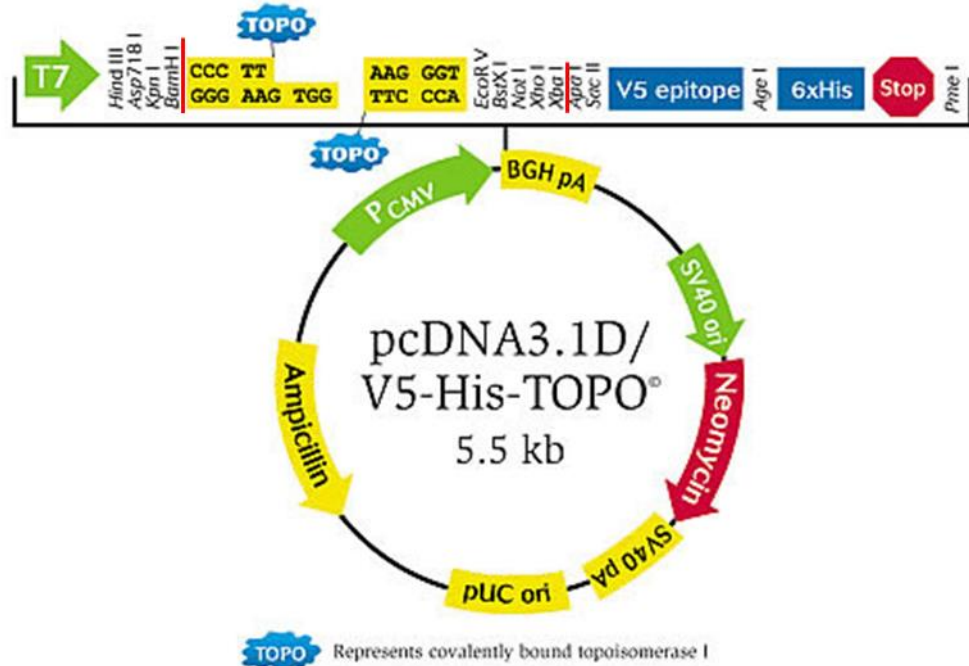 TOPO
T7
Hind III
Asp718 I
Kpn I
BamH I
CCC TT
GGG AAG TGG
AAG GGT
TTC CCA
TOPO
EcoR V
BstX I
Not I
Xho I
Xba I
Apa I
Sac II
V5 epitope
Age I
6xHis
Stop
Pme I
PCMV
BGH pA
SV40 ori
Neomycin
SV40 pA
pUC ori
Ampicillin
pcDNA3.1D/
V5-His-TOPO©
5.5 kb
TOPO Represents covalently bound topoisomerase I